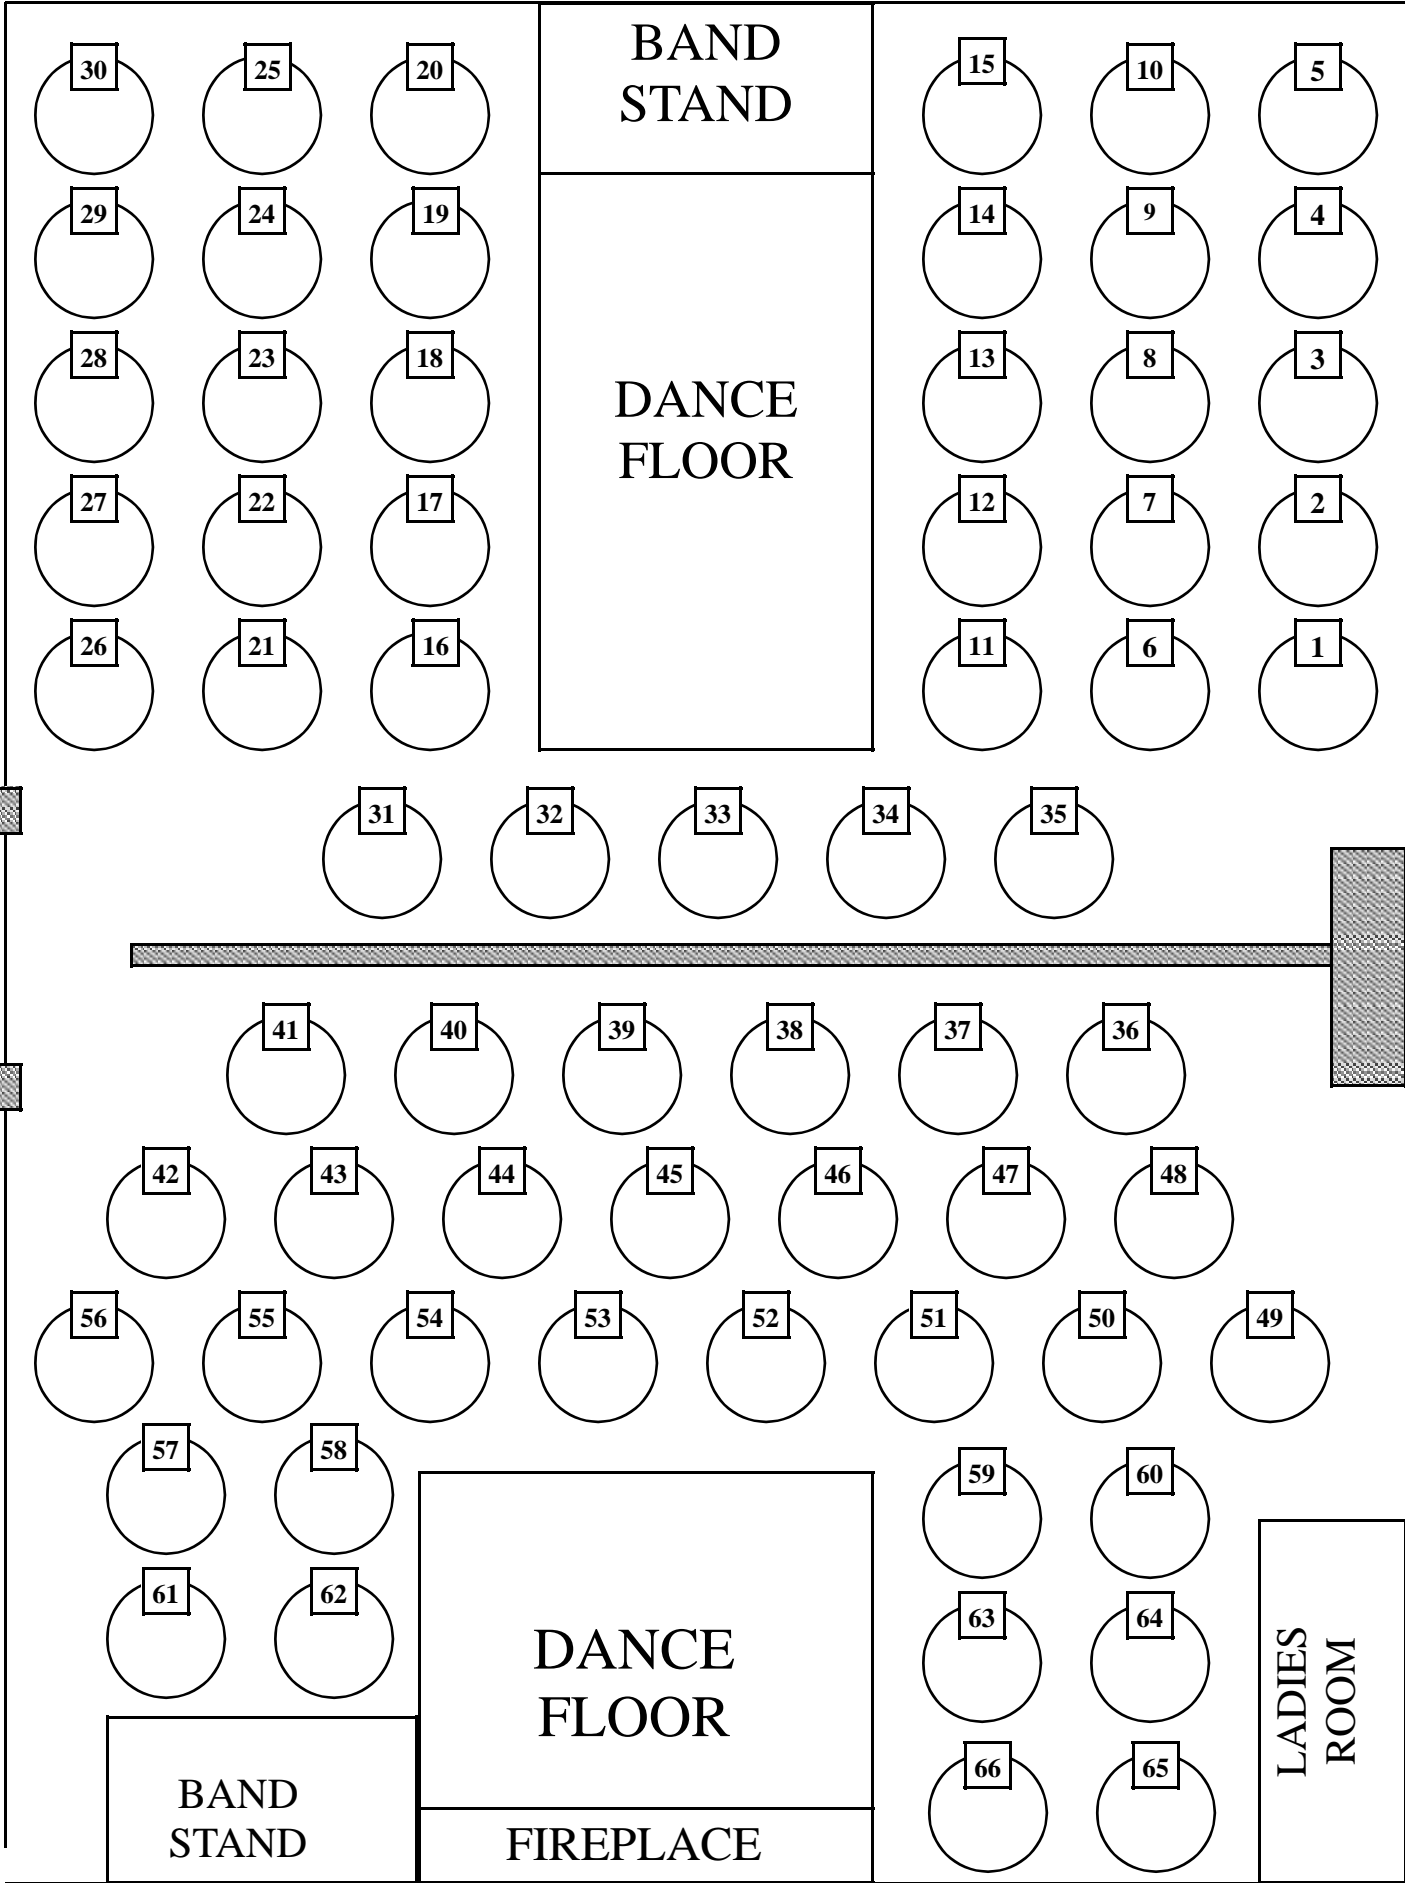 BAND
STAND
30 25 20 15 10 5
29 24 19 14 9 4
28 23 18 13 8 3
DANCE
FLOOR
27 22 17 12 7 2
26 21 16 11 6 1
31 32 33 34 35
41 40 39 38 37 36
42 43 44 45 46 47 48
56 55 54 53 52 51 50 49
57 58 59 60
61 62 63 64
DANCE
FLOOR
LADIES
ROOM
66 65
BAND
STAND
FIREPLACE